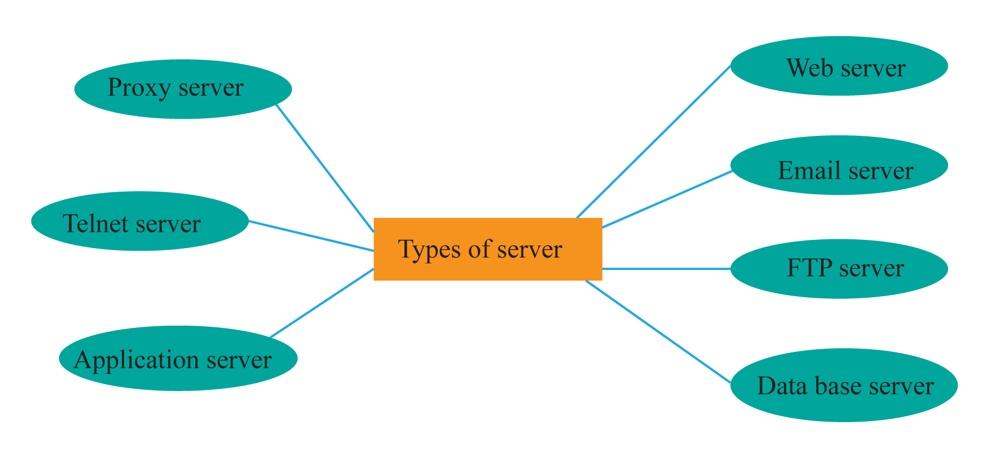 Proxy server
Telnet server
Application server
Types of server
Web server
Email server
FTP server
Data base server